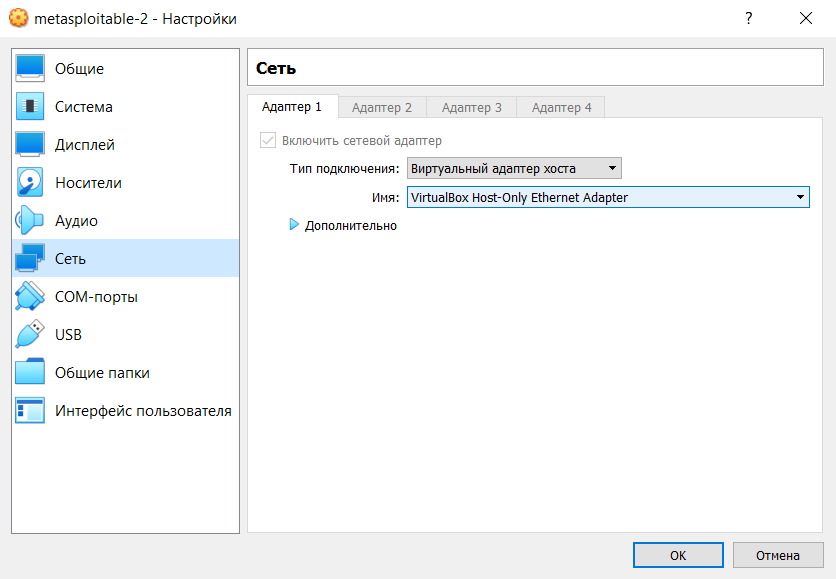 metasploitable-2 - Настройки
?
Общие
Система
Дисплей
Носители
Аудио
Сеть
COM-порты
USB
Общие папки
Интерфейс пользователя
Сеть
Адаптер 1 Адаптер 2 Адаптер 3 Адаптер 4
Включить сетевой адаптер
Тип подключения: Виртуальный адаптер хоста
Имя: VirtualBox Host-Only Ethernet Adapter
Дополнительно
OK Отмена